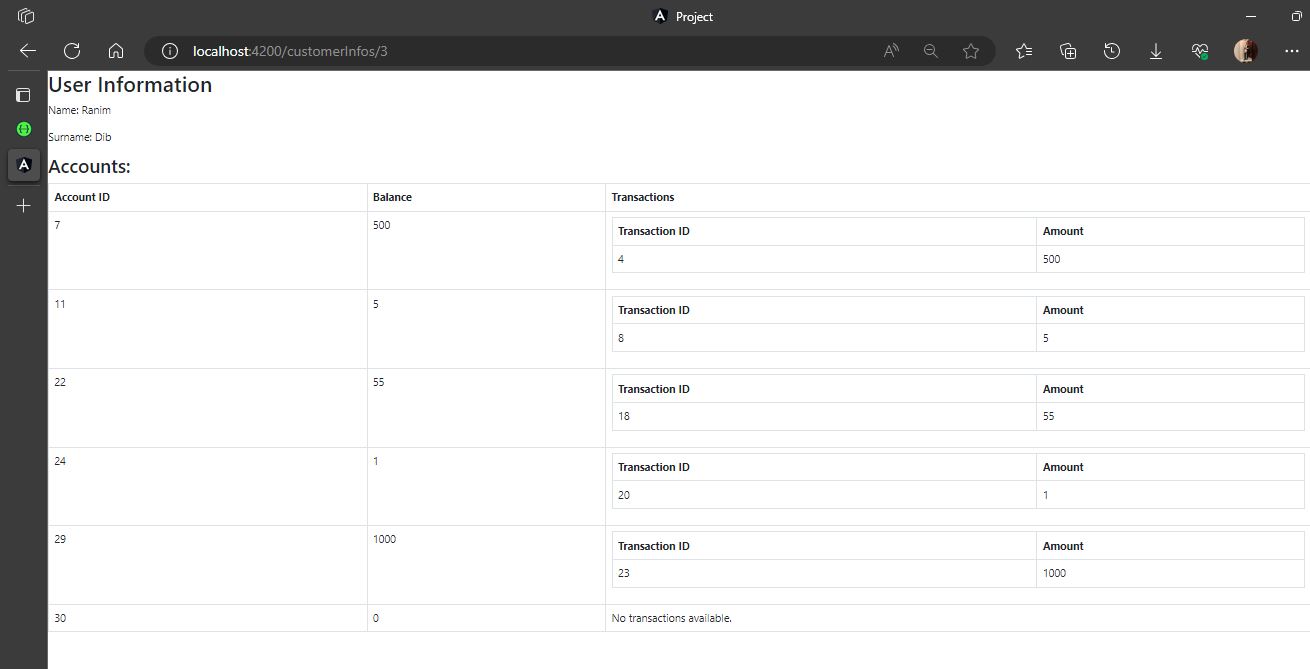 Project
localhost:4200/customerInfos/3
User Information
Name: Ranim
Surname: Dib
Accounts:
Account ID Balance Transactions
7 500
Transaction ID Amount
4 500
11 5
Transaction ID Amount
8 5
22 55
Transaction ID Amount
18 55
24 1
Transaction ID Amount
20 1
29 1000
Transaction ID Amount
23 1000
30 0 No transactions available.